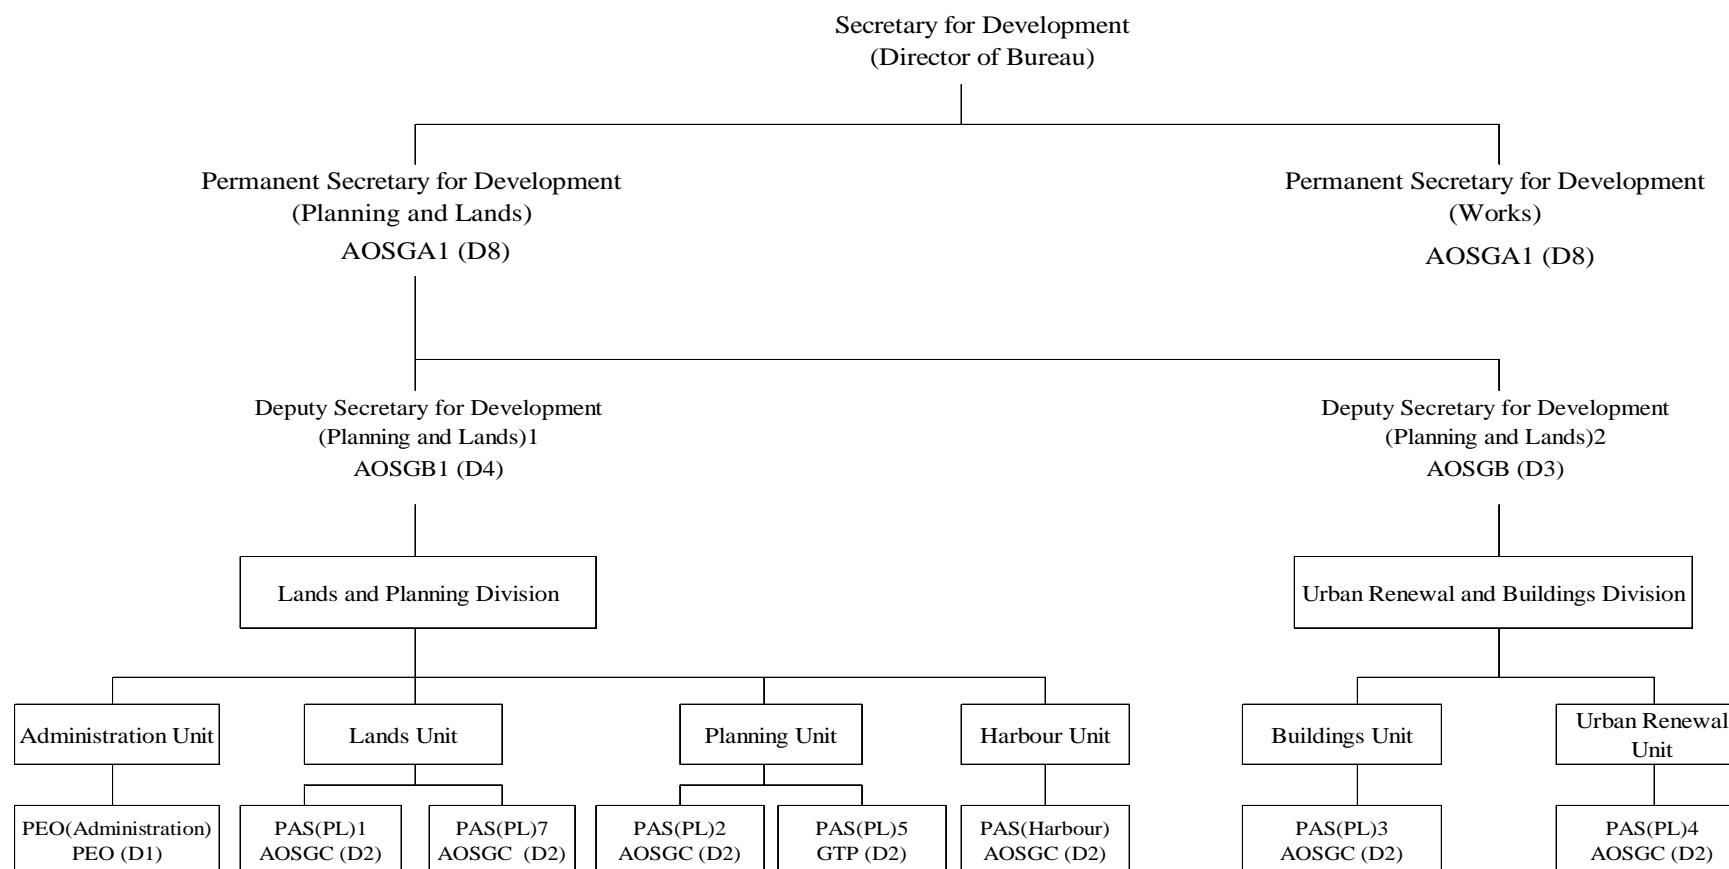 Secretary for Development
(Director of Bureau)
Permanent Secretary for Development
(Planning and Lands)
AOSGA1 (D8)
Permanent Secretary for Development
(Works)
AOSGA1 (D8)
Deputy Secretary for Development
(Planning and Lands)1
AOSGB1 (D4)
Deputy Secretary for Development
(Planning and Lands)2
AOSGB (D3)
Lands and Planning Division
Urban Renewal and Buildings Division
Administration Unit
Lands Unit
Planning Unit
Harbour Unit
Buildings Unit
Urban Renewal
Unit
PEO(Administration)
PEO (D1)
PAS(PL)1
AOSGC (D2)
PAS(PL)7
AOSGC (D2)
PAS(PL)2
AOSGC (D2)
PAS(PL)5
GTP (D2)
PAS(Harbour)
AOSGC (D2)
PAS(PL)3
AOSGC (D2)
PAS(PL)4
AOSGC (D2)